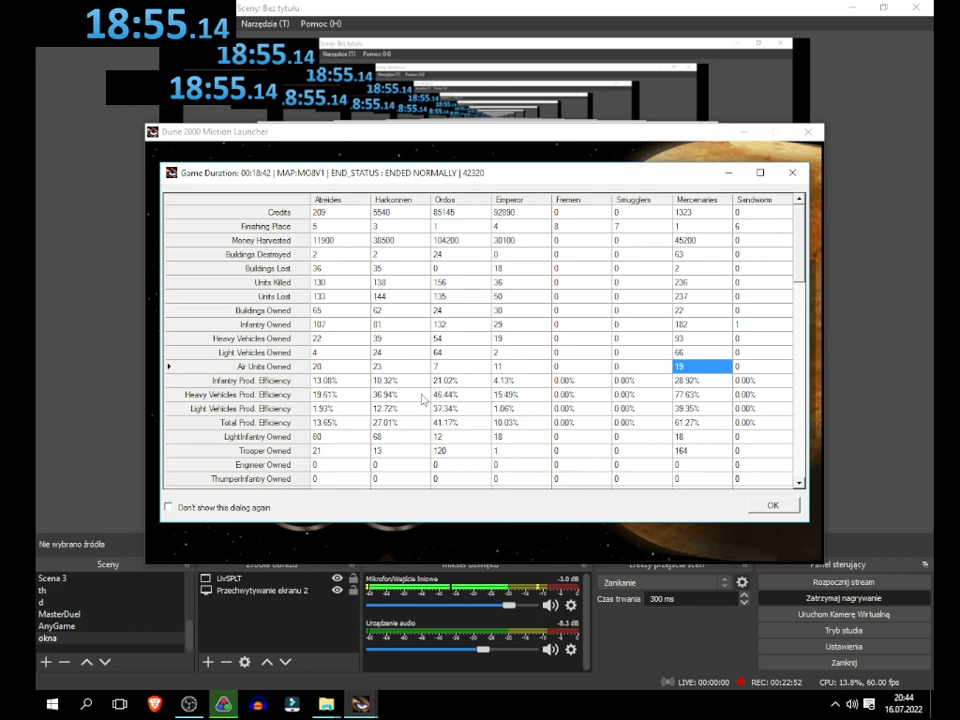 Sceny: Bez tytułu
18:55.14
Narzędzia (T) Pomoc (H)
18:55.14
Sceny: Bez tytułu
Narzędzia (T) Pomoc (H)
18:55.14
18:55.14
18:55.14
8:55.14
8:55.14
18:55.14
8:55.14
Dune 2000 Mission Launcher
Game Duration: 00:18:42 | MAP:MO8V1 | END_STATUS : ENDED NORMALLY | 42320
Atreides Harkonnen Ordos Emperor Fremen Smugglers Mercenaries Sandworm
Credits 209 5540 85145 92890 0 0 1323 0
Finishing Place 5 3 1 4 8 7 1 6
Money Harvested 11900 38500 104200 30100 0 0 45200 0
Buildings Destroyed 2 2 24 0 0 0 63 0
Buildings Lost 36 35 0 18 0 0 2 0
Units Killed 130 138 156 36 0 0 236 0
Units Lost 133 144 135 50 0 0 237 0
Buildings Owned 65 62 24 30 0 0 22 0
Infantry Owned 107 81 132 29 0 0 182 1
Heavy Vehicles Owned 22 39 54 19 0 0 93 0
Light Vehicles Owned 4 24 64 2 0 0 66 0
Air Units Owned 20 23 7 11 0 0 19 0
Infantry Prod. Efficiency 13.08% 10.32% 21.02% 4.13% 0.00% 0.00% 28.92% 0.00%
Heavy Vehicles Prod. Efficiency 19.61% 36.94% 46.44% 15.49% 0.00% 0.00% 77.63% 0.00%
Light Vehicles Prod. Efficiency 1.93% 12.72% 37.34% 1.06% 0.00% 0.00% 39.35% 0.00%
Total Prod. Efficiency 13.65% 27.01% 41.17% 10.03% 0.00% 0.00% 61.27% 0.00%
LightInfantry Owned 80 68 12 18 0 0 18 0
Trooper Owned 21 13 120 1 0 0 164 0
Engineer Owned 0 0 0 0 0 0 0 0
ThumperInfantry Owned 0 0 0 0 0 0 0 0
Don't show this dialog again
OK
Nie wybrano źródła
Sceny
Scena 3
th
d
MasterDuel
AnyGame
okna
LivSPLT
Przechwytywanie ekranu 2
Mikrofon/Wejście liniowe -3.0 dB
Urządzenie audio -8.3 dB
Zanikanie
Czas trwania 300 ms
Panel sterujący
Rozpocznij stream
Zatrzymaj nagrywanie
Uruchom Kamerę Wirtualną
Tryb studia
Ustawienia
Zamknij
LIVE: 00:00:00 REC: 00:22:52 CPU: 13.8%, 60.00 fps
20:44
16.07.2022